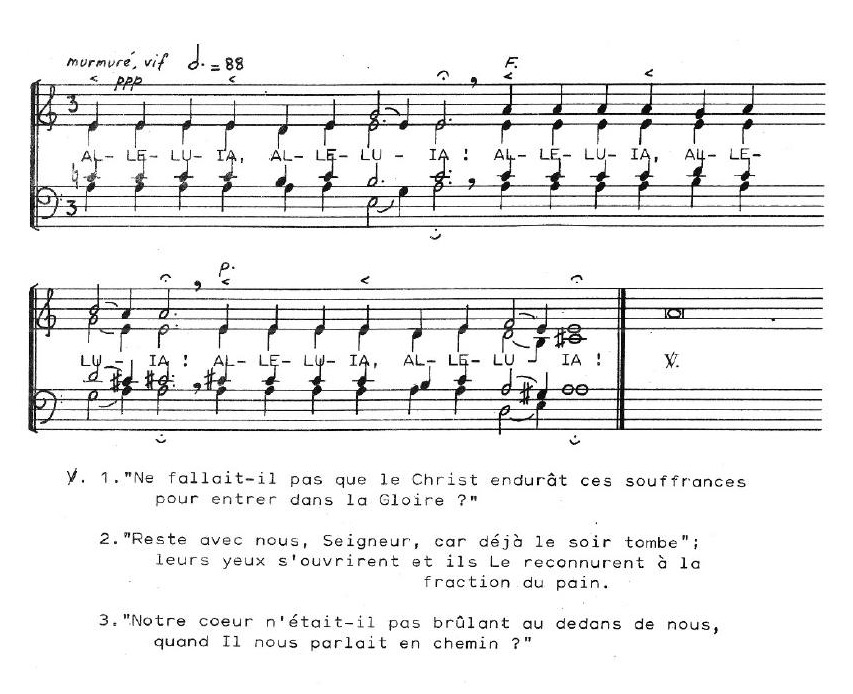 murmuré, vif 𝅗𝅥. = 88
ppp F.
3
AL- LE- LU- IA, AL- LE- LU - IA ! AL- LE- LU- IA, AL- LE-
3
p.
LU - IA ! AL- LE- LU- IA, AL- LE- LU - IA ! V̸.
V̸. 1."Ne fallait-il pas que le Christ endurât ces souffrances
pour entrer dans la Gloire ?"
2."Reste avec nous, Seigneur, car déjà le soir tombe";
leurs yeux s'ouvrirent et ils Le reconnurent à la
fraction du pain.
3."Notre coeur n'était-il pas brûlant au dedans de nous,
quand Il nous parlait en chemin ?"